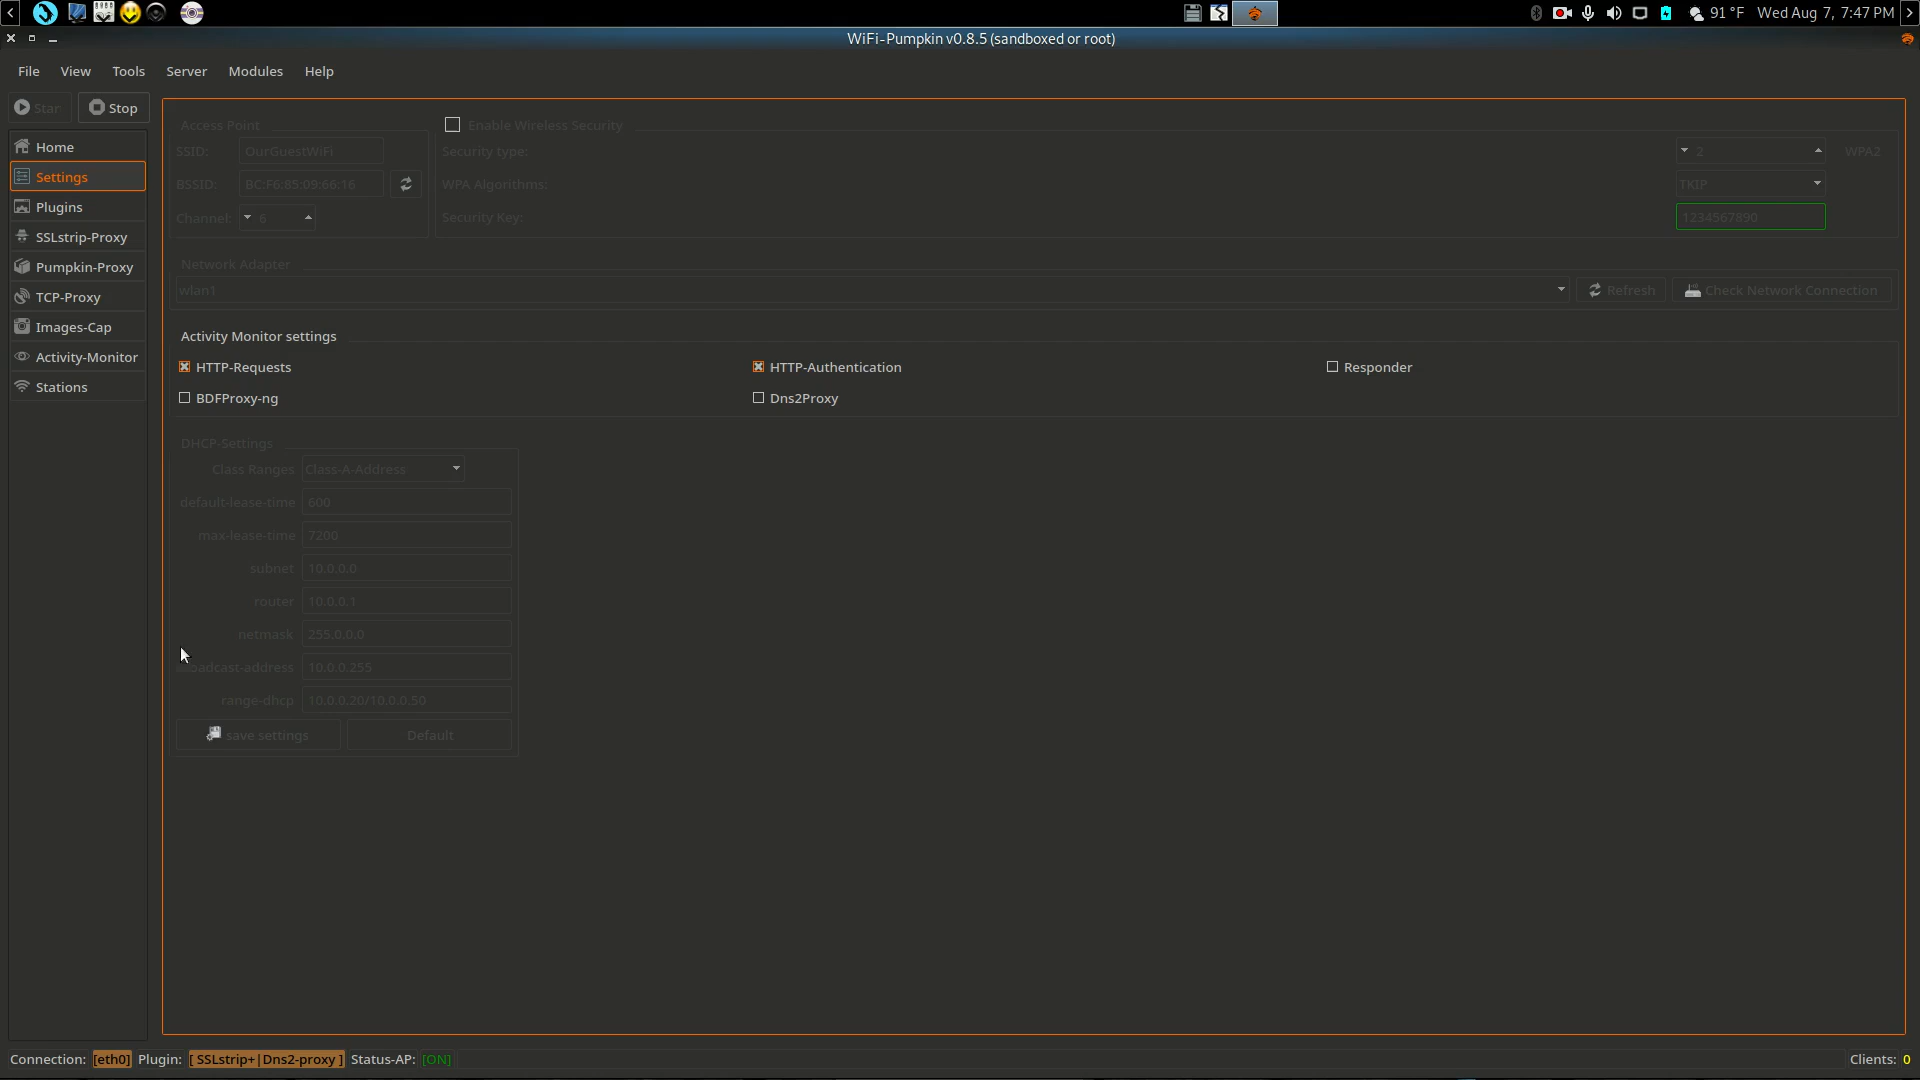 91 °F Wed Aug 7, 7:47 PM
WiFi-Pumpkin v0.8.5 (sandboxed or root)
File View Tools Server Modules Help
Star Stop
Home
Settings
Plugins
SSLstrip-Proxy
Pumpkin-Proxy
TCP-Proxy
Images-Cap
Activity-Monitor
Stations
Access Point
SSID: OurGuestWiFi
BSSID: BC:F6:85:09:66:16
Channel: 6
Enable Wireless Security
Security type: 2 WPA2
WPA Algorithms: TKIP
Security Key: 1234567890
Network Adapter
wlan1 Refresh Check Network Connection
Activity Monitor settings
HTTP-Requests HTTP-Authentication Responder
BDFProxy-ng Dns2Proxy
DHCP-Settings
Class Ranges Class-A-Address
default-lease-time 600
max-lease-time 7200
subnet 10.0.0.0
router 10.0.0.1
netmask 255.0.0.0
adcast-address 10.0.0.255
range-dhcp 10.0.0.20/10.0.0.50
save settings Default
Connection: [eth0] Plugin: [ SSLstrip+|Dns2-proxy ] Status-AP: [ON] Clients: 0